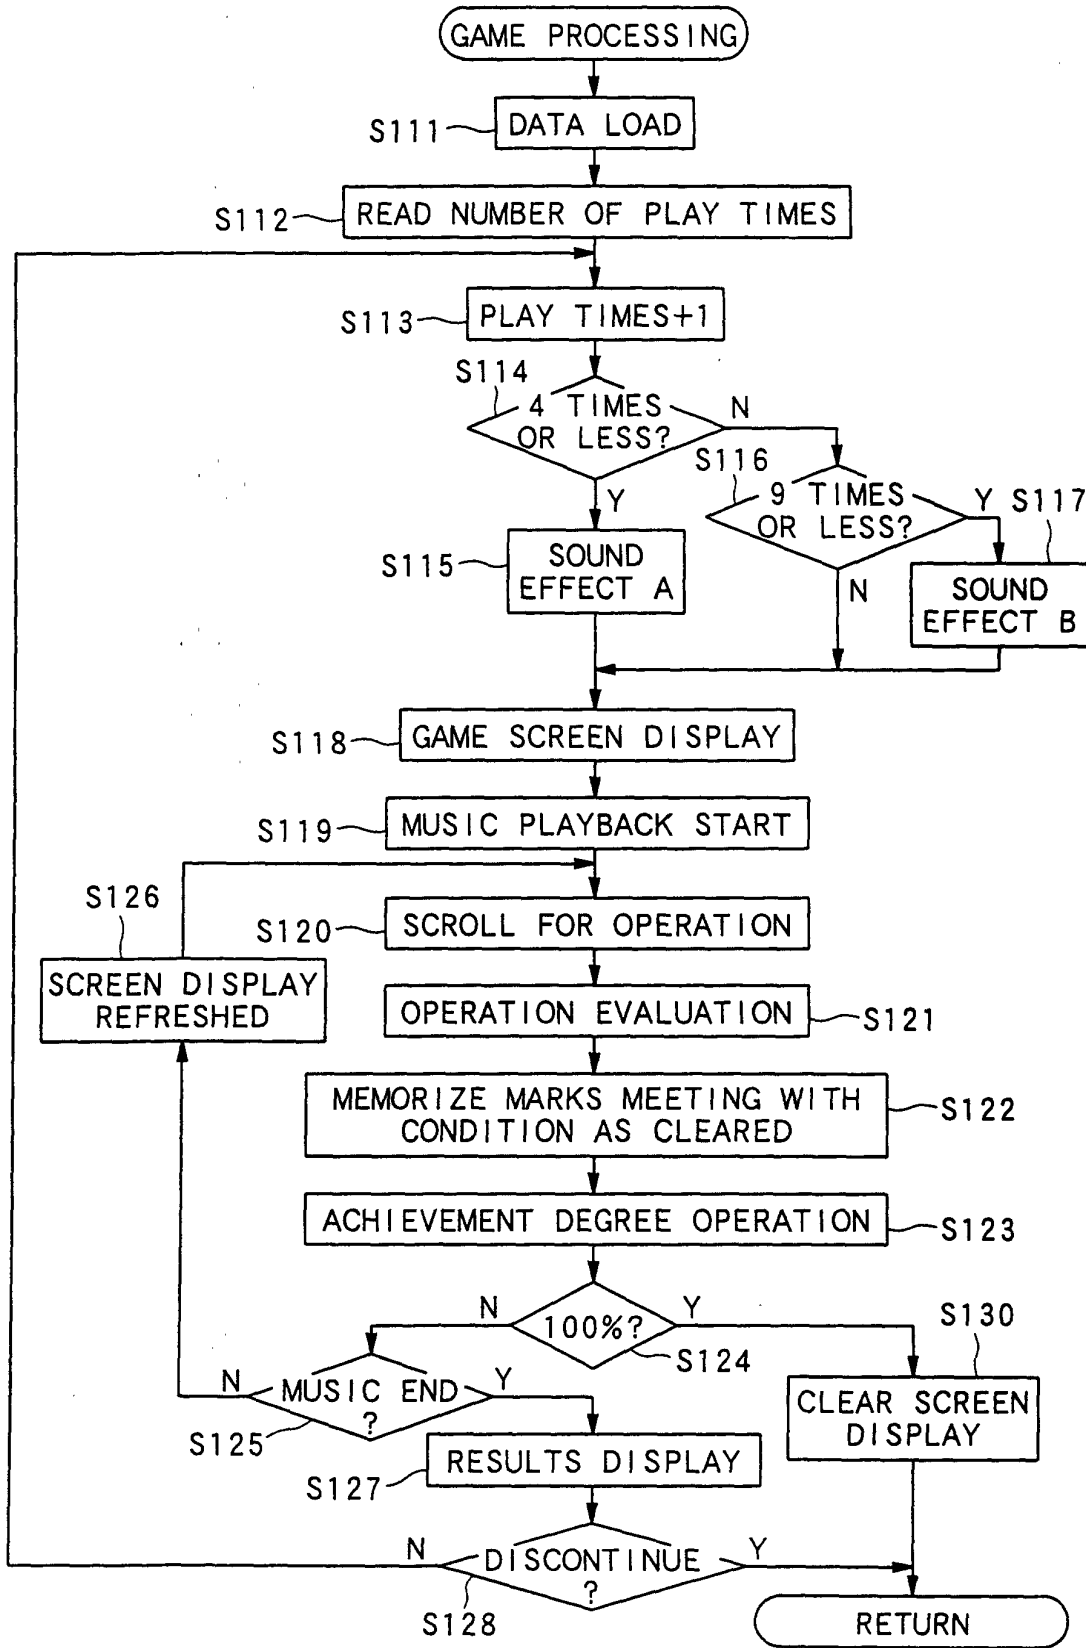 GAME PROCESSING
S111
DATA LOAD
S112
READ NUMBER OF PLAY TIMES
S113
PLAY TIMES+1
S114
4 TIMES
OR LESS?
N
Y
S116
9 TIMES
OR LESS?
Y
N
S117
SOUND
EFFECT B
S115
SOUND
EFFECT A
S118
GAME SCREEN DISPLAY
S119
MUSIC PLAYBACK START
S126
SCREEN DISPLAY
REFRESHED
S120
SCROLL FOR OPERATION
OPERATION EVALUATION
S121
MEMORIZE MARKS MEETING WITH
CONDITION AS CLEARED
S122
ACHIEVEMENT DEGREE OPERATION
S123
N
100%?
Y
S124
S130
CLEAR SCREEN
DISPLAY
N
MUSIC END
?
Y
S125
S127
RESULTS DISPLAY
N
DISCONTINUE
?
Y
S128
RETURN